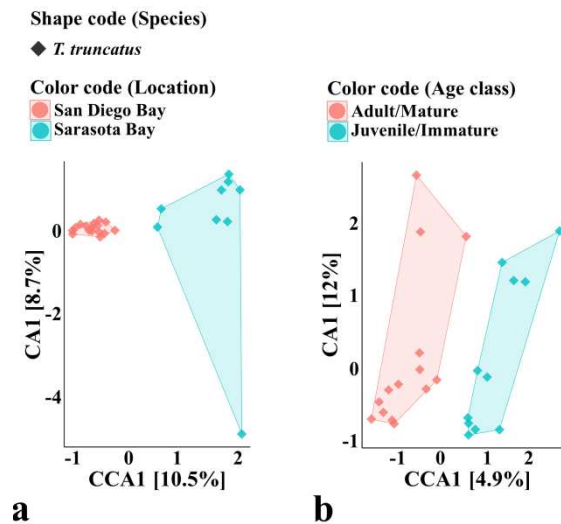 Shape code (Species)
T. truncatus
Color code (Location)
San Diego Bay
Sarasota Bay
Color code (Age class)
Adult/Mature
Juvenile/Immature
CA1 [8.7%]
0
-2
-4
-1 0 1 2
CCA1 [10.5%]
a
CA1 [12%]
2
1
0
-1
-1 0 1 2
CCA1 [4.9%]
b